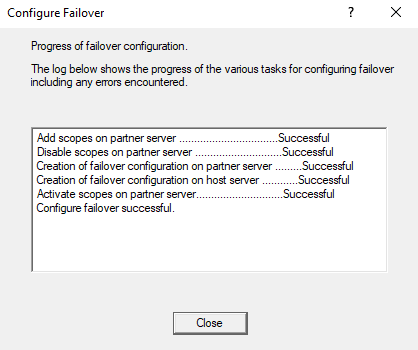 Configure Failover
?
Progress of failover configuration.
The log below shows the progress of the various tasks for configuring failover
including any errors encountered.
Add scopes on partner server .................................Successful
Disable scopes on partner server .............................Successful
Creation of failover configuration on partner server .........Successful
Creation of failover configuration on host server ............Successful
Activate scopes on partner server.............................Successful
Configure failover successful.
Close